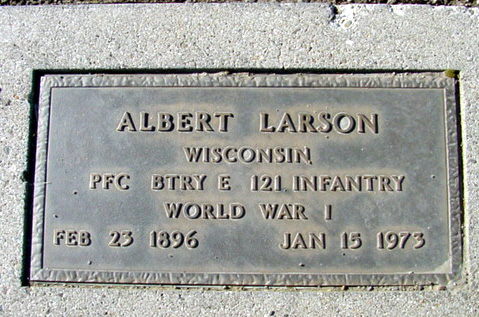 ALBERT LARSON
WISCONSIN
PFC BTRY E 121 INFANTRY
WORLD WAR I
FEB 23 1896 JAN 15 1973